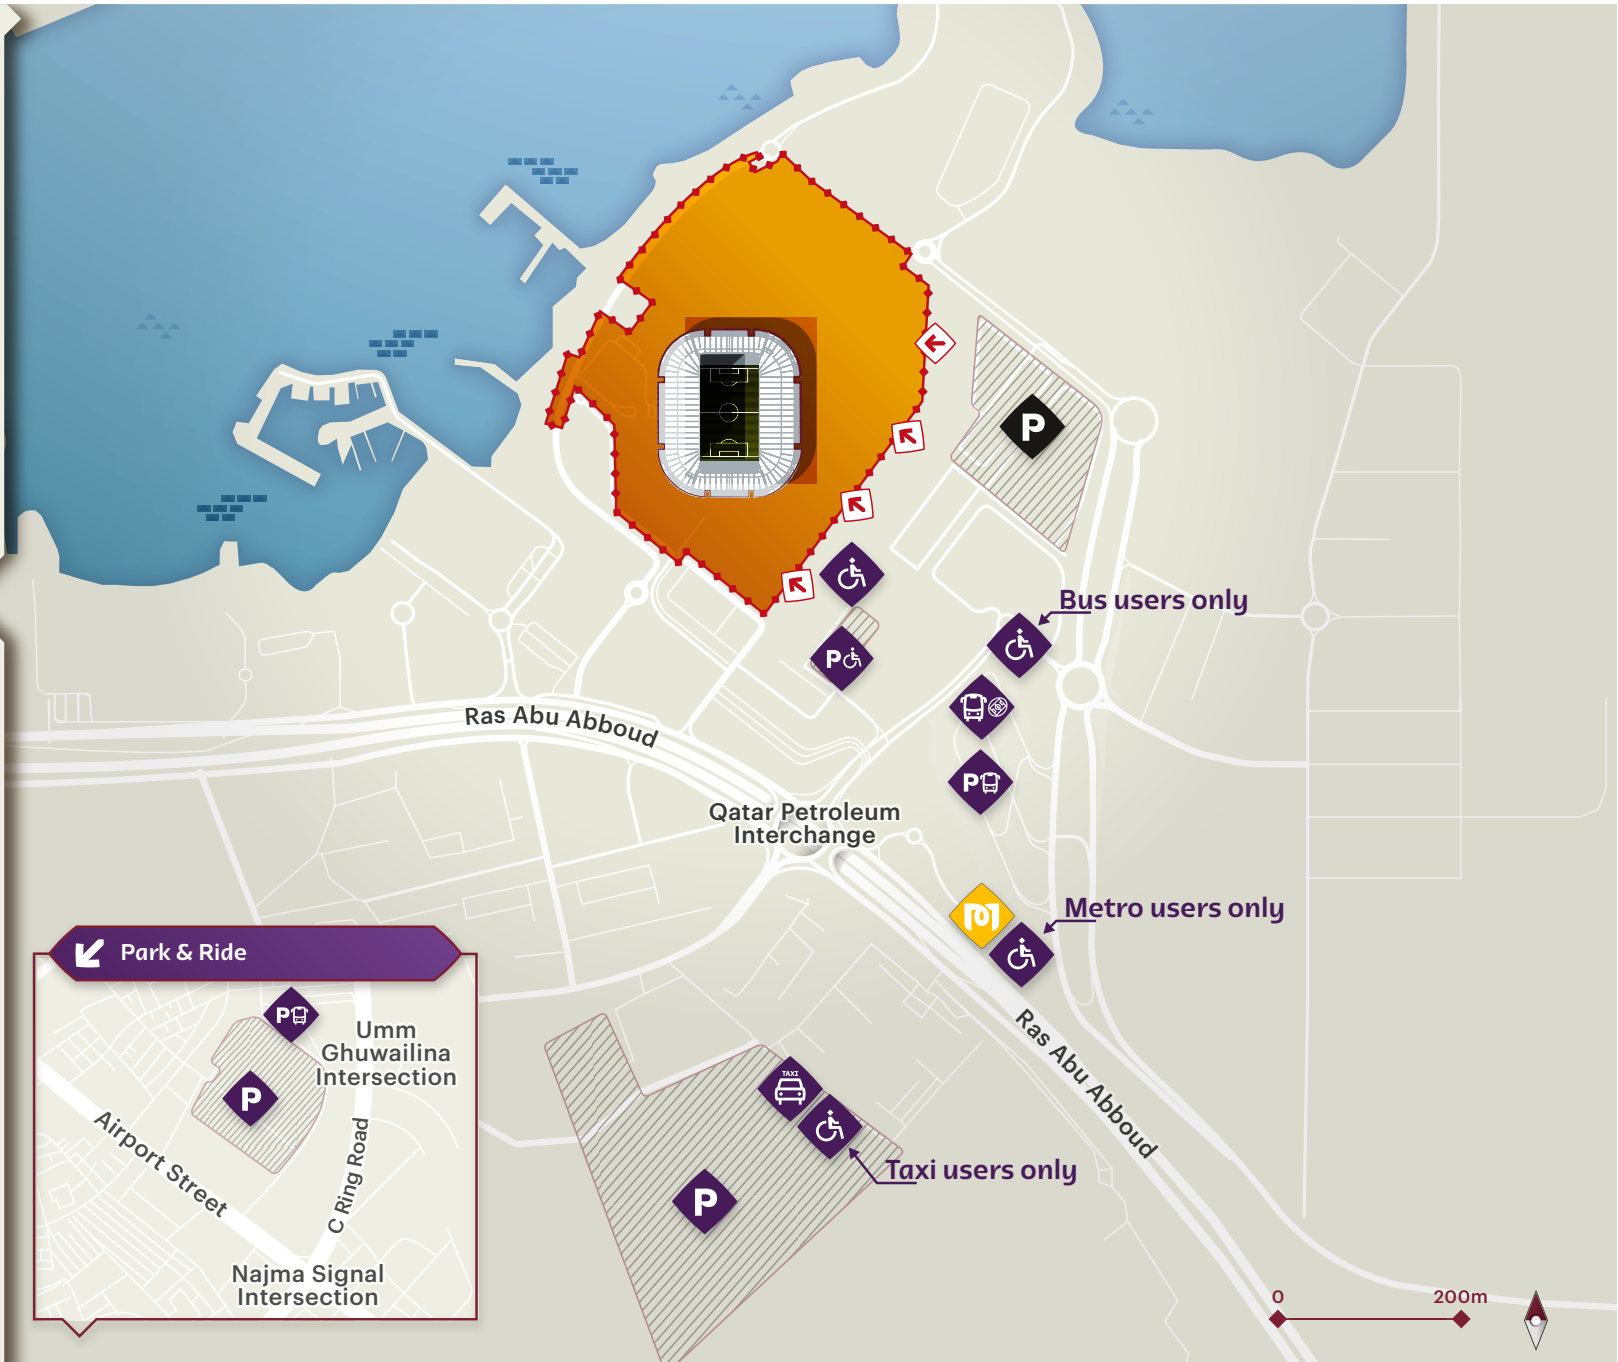 P
Bus users only
P
Ras Abu Abboud
P
Qatar Petroleum
Interchange
Metro users only
Park & Ride
P
Umm
Ghuwailina
Intersection
P
Airport Street
C Ring Road
Najma Signal
Intersection
Ras Abu Abboud
TAXI
Taxi users only
P
0
200m